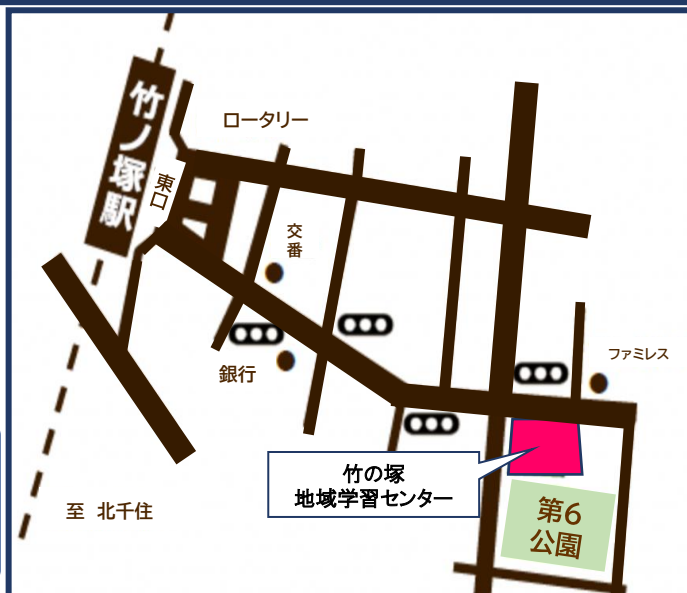 ロータリー
竹ノ塚駅
東口
交番
銀行
ファミレス
竹の塚
地域学習センター
至 北千住
第6
公園